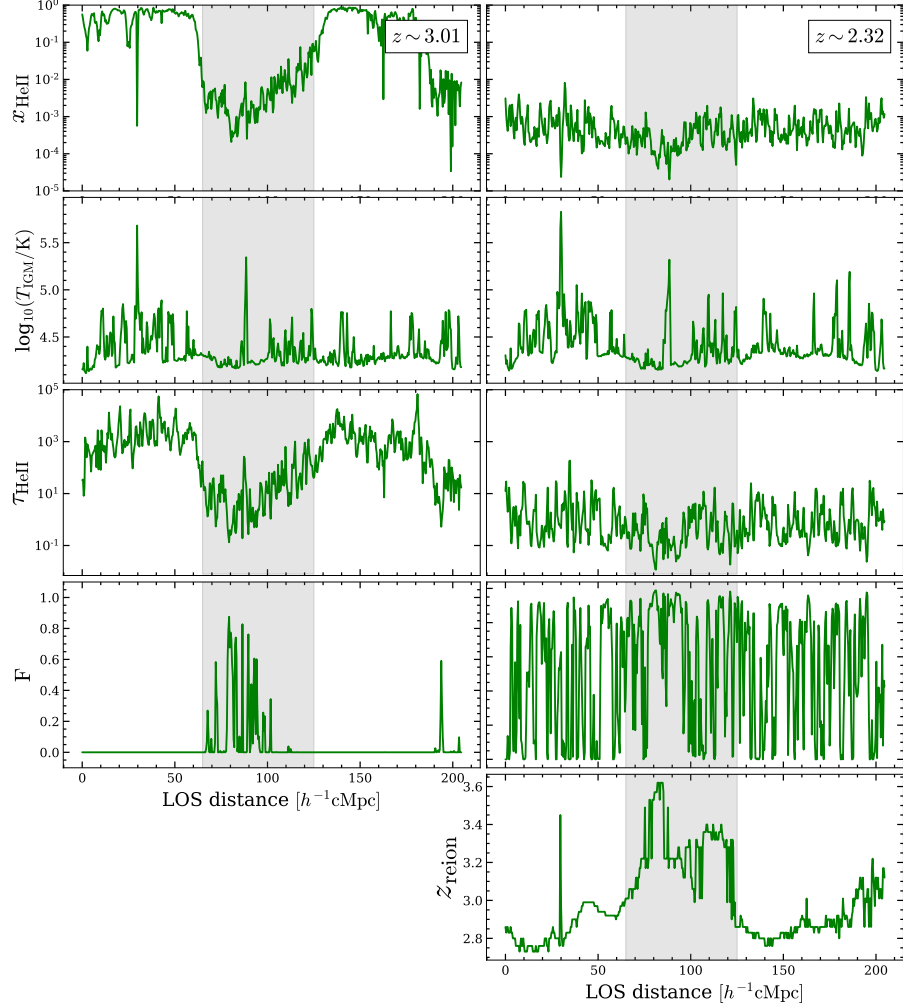 10^0
10^-1
10^-2
10^-3
10^-4
10^-5
x_HeII
z ~ 3.01
z ~ 2.32
5.5
5.0
4.5
log10(T_IGM/K)
10^5
10^3
10^1
10^-1
τ_HeII
1.0
0.8
0.6
0.4
0.2
0.0
F
0 50 100 150 200
LOS distance [h^-1 cMpc]
3.6
3.4
3.2
3.0
2.8
z_reion
0 50 100 150 200
LOS distance [h^-1 cMpc]